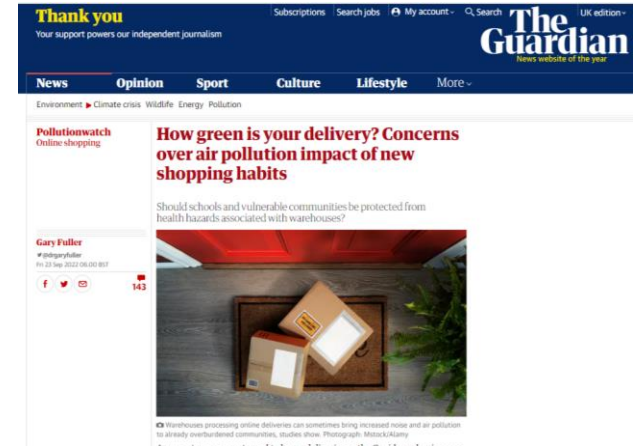 Thank you
Your support powers our independent journalism
Subscriptions
Search jobs
My account
Search
UK edition
The
Guardian
News website of the year
News
Opinion
Sport
Culture
Lifestyle
More
Environment
Climate crisis
Wildlife
Energy
Pollution
Pollutionwatch
Online shopping
How green is your delivery? Concerns
over air pollution impact of new
shopping habits
Should schools and vulnerable communities be protected from
health hazards associated with warehouses?
Gary Fuller
@drgaryfuller
Fri 23 Sep 2022 06.00 BST
143
Warehouses processing online deliveries can sometimes bring increased noise and air pollution
to already overburdened communities, studies show. Photograph: Mstock/Alamy